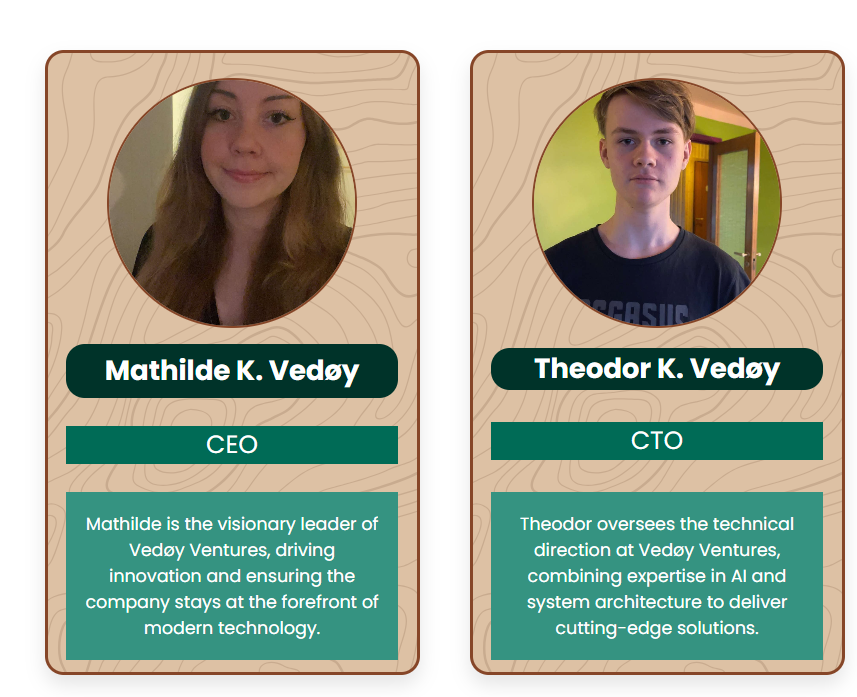 Mathilde K. Vedøy
CEO
Mathilde is the visionary leader of
Vedøy Ventures, driving
innovation and ensuring the
company stays at the forefront of
modern technology.
Theodor K. Vedøy
CTO
Theodor oversees the technical
direction at Vedøy Ventures,
combining expertise in AI and
system architecture to deliver
cutting-edge solutions.